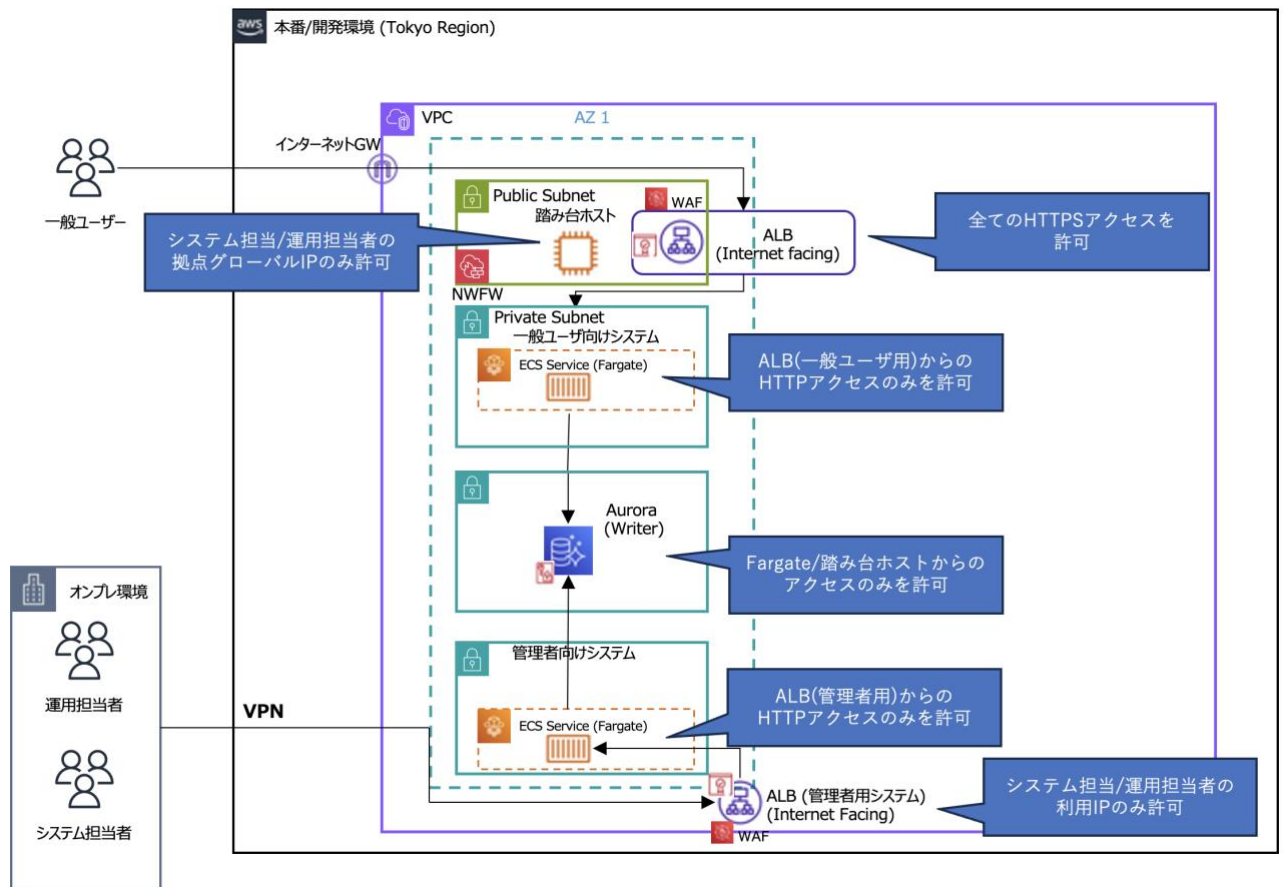 aws
本番/開発環境 (Tokyo Region)
VPC
AZ 1
インターネットGW
一般ユーザー
Public Subnet
踏み台ホスト
WAF
ALB
(Internet facing)
全てのHTTPSアクセスを
許可
システム担当/運用担当者の
拠点グローバルIPのみ許可
NWFW
Private Subnet
一般ユーザ向けシステム
ECS Service (Fargate)
ALB(一般ユーザ用)からの
HTTPアクセスのみを許可
Aurora
(Writer)
Fargate/踏み台ホストからの
アクセスのみを許可
オンプレ環境
運用担当者
システム担当者
VPN
管理者向けシステム
ECS Service (Fargate)
ALB(管理者用)からの
HTTPアクセスのみを許可
ALB (管理者用システム)
(Internet Facing)
WAF
システム担当/運用担当者の
利用IPのみ許可